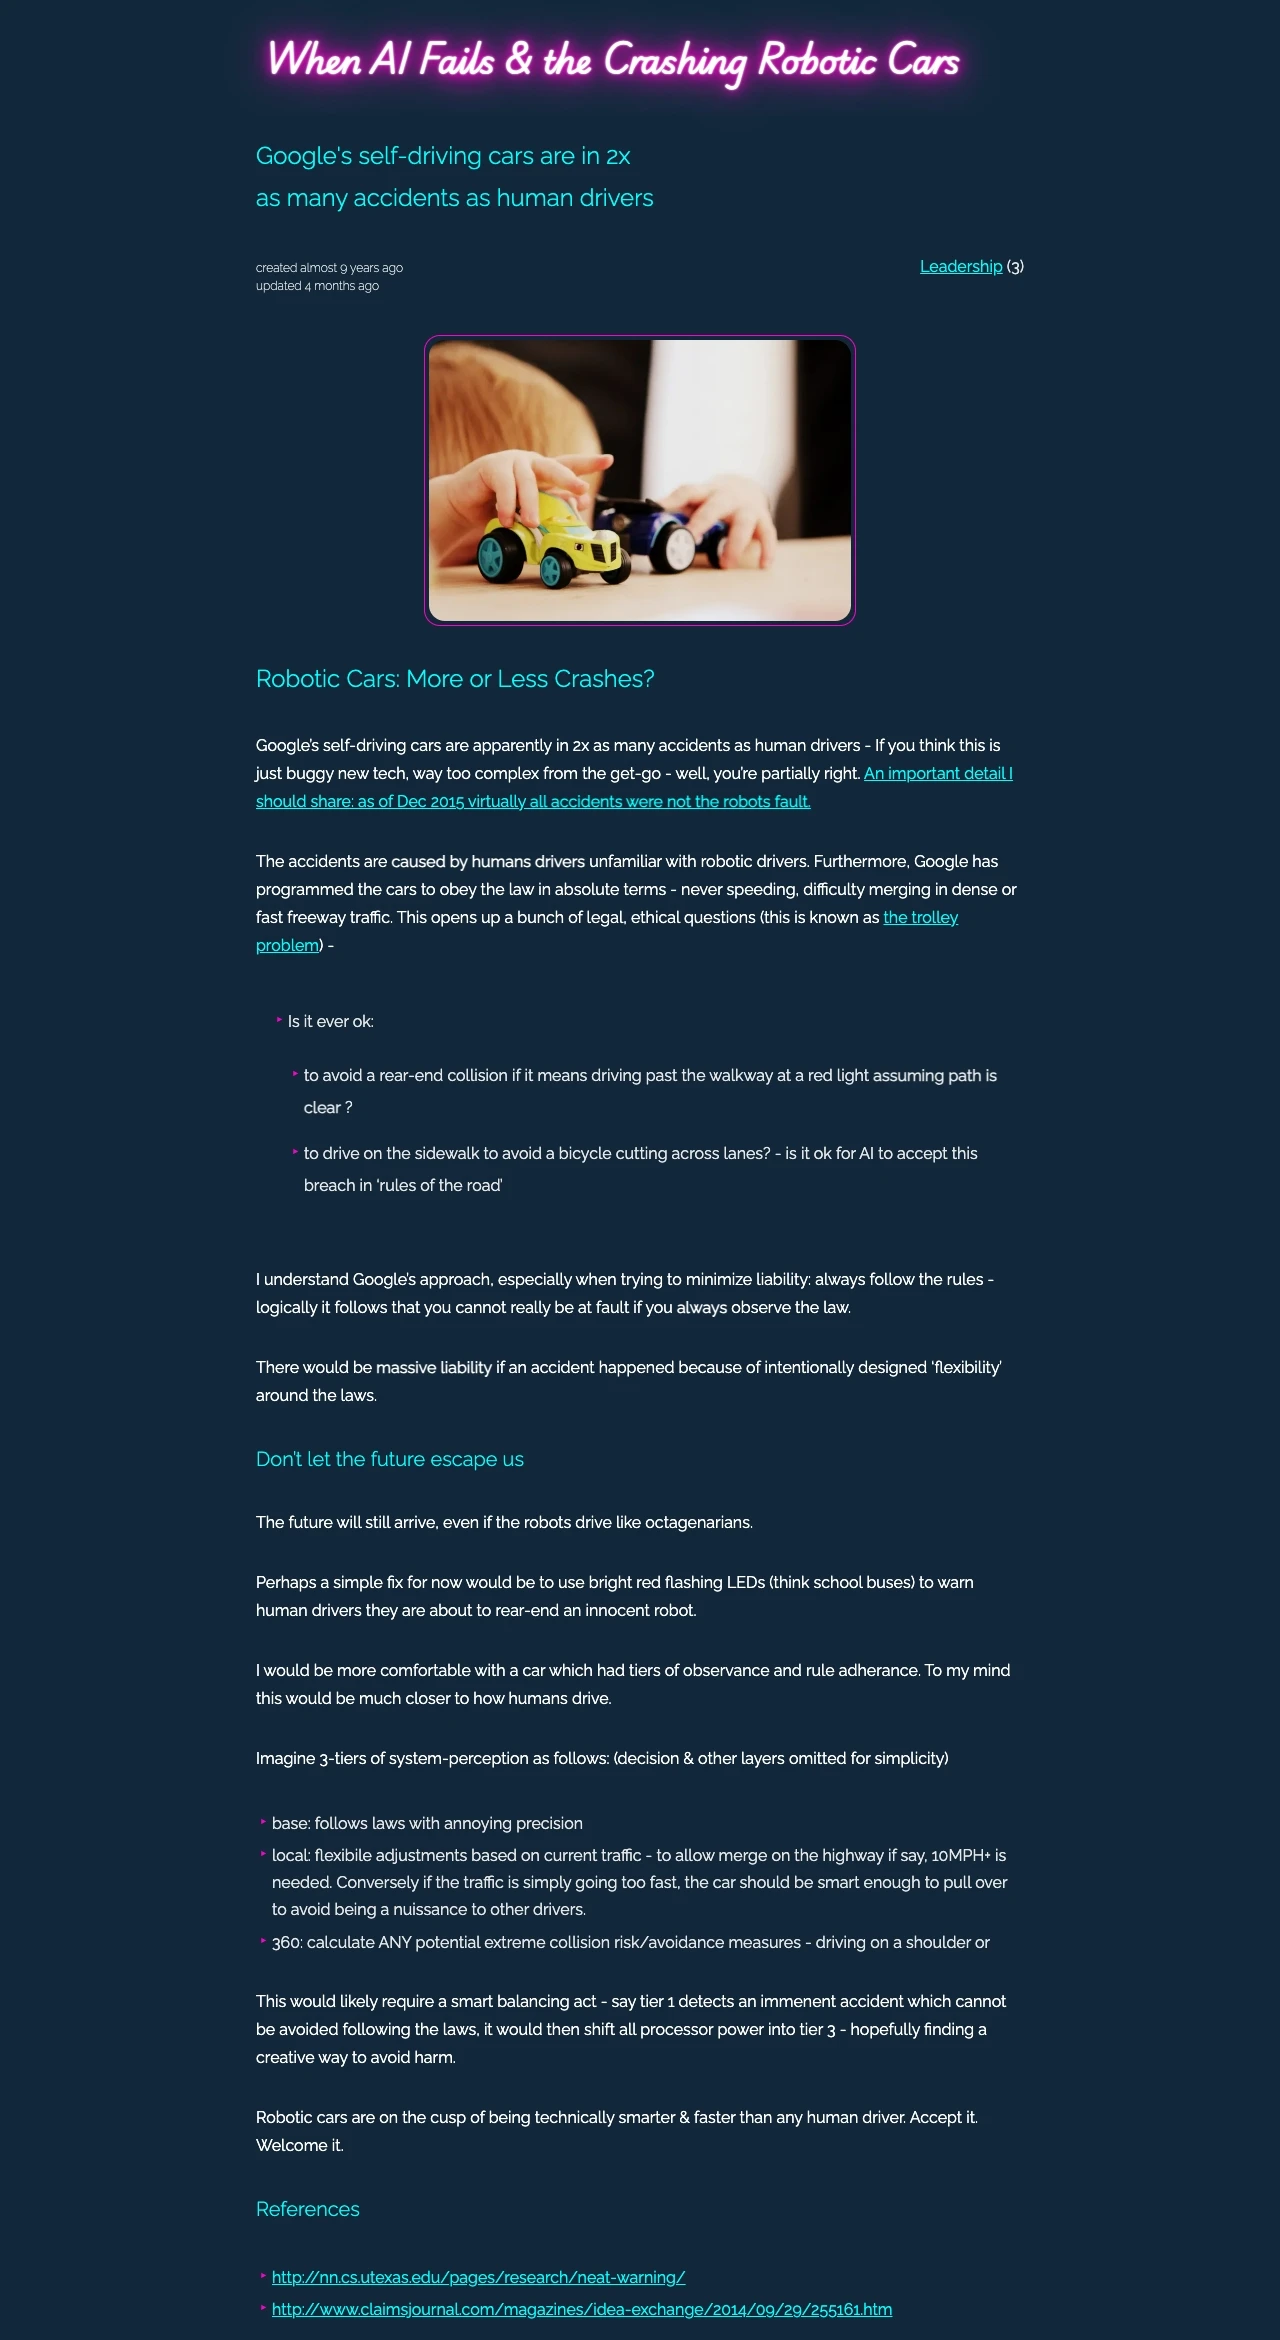 When AI Fails & the Crashing Robotic Cars
Google's self-driving cars are in 2x
as many accidents as human drivers
created almost 9 years ago
updated 4 months ago
Leadership (3)
Robotic Cars: More or Less Crashes?
Google’s self-driving cars are apparently in 2x as many accidents as human drivers - If you think this is
just buggy new tech, way too complex from the get-go - well, you’re partially right. An important detail I
should share: as of Dec 2015 virtually all accidents were not the robots fault.
The accidents are caused by humans drivers unfamiliar with robotic drivers. Furthermore, Google has
programmed the cars to obey the law in absolute terms - never speeding, difficulty merging in dense or
fast freeway traffic. This opens up a bunch of legal, ethical questions (this is known as the trolley
problem) -
‣ Is it ever ok:
‣ to avoid a rear-end collision if it means driving past the walkway at a red light assuming path is
clear ?
‣ to drive on the sidewalk to avoid a bicycle cutting across lanes? - is it ok for AI to accept this
breach in ‘rules of the road’
I understand Google’s approach, especially when trying to minimize liability: always follow the rules -
logically it follows that you cannot really be at fault if you always observe the law.
There would be massive liability if an accident happened because of intentionally designed ‘flexibility’
around the laws.
Don’t let the future escape us
The future will still arrive, even if the robots drive like octagenarians.
Perhaps a simple fix for now would be to use bright red flashing LEDs (think school buses) to warn
human drivers they are about to rear-end an innocent robot.
I would be more comfortable with a car which had tiers of observance and rule adherance. To my mind
this would be much closer to how humans drive.
Imagine 3-tiers of system-perception as follows: (decision & other layers omitted for simplicity)
‣ base: follows laws with annoying precision
‣ local: flexibile adjustments based on current traffic - to allow merge on the highway if say, 10MPH+ is
needed. Conversely if the traffic is simply going too fast, the car should be smart enough to pull over
to avoid being a nuissance to other drivers.
‣ 360: calculate ANY potential extreme collision risk/avoidance measures - driving on a shoulder or
This would likely require a smart balancing act - say tier 1 detects an immenent accident which cannot
be avoided following the laws, it would then shift all processor power into tier 3 - hopefully finding a
creative way to avoid harm.
Robotic cars are on the cusp of being technically smarter & faster than any human driver. Accept it.
Welcome it.
References
‣ http://nn.cs.utexas.edu/pages/research/neat-warning/
‣ http://www.claimsjournal.com/magazines/idea-exchange/2014/09/29/255161.htm